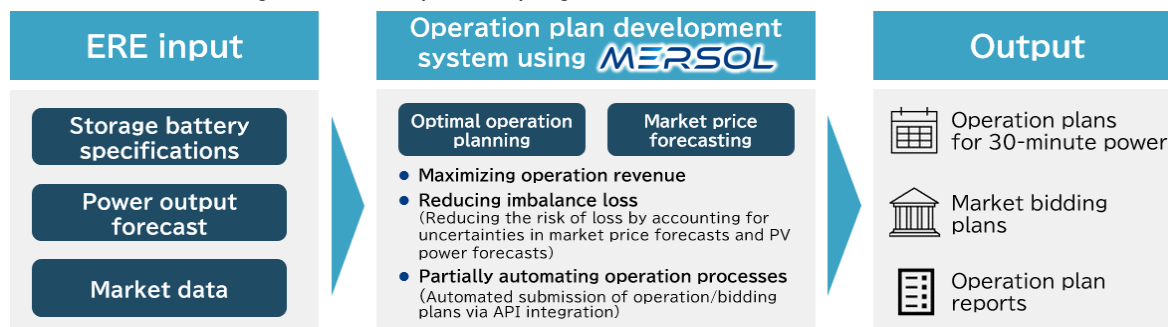 ERE input
Storage battery
specifications
Power output
forecast
Market data
Operation plan development
system using MERSOL
Optimal operation
planning
Market price
forecasting
• Maximizing operation revenue
• Reducing imbalance loss
(Reducing the risk of loss by accounting for
uncertainties in market price forecasts and PV
power forecasts)
• Partially automating operation processes
(Automated submission of operation/bidding
plans via API integration)
Output
Operation plans
for 30-minute power
Market bidding
plans
Operation plan
reports